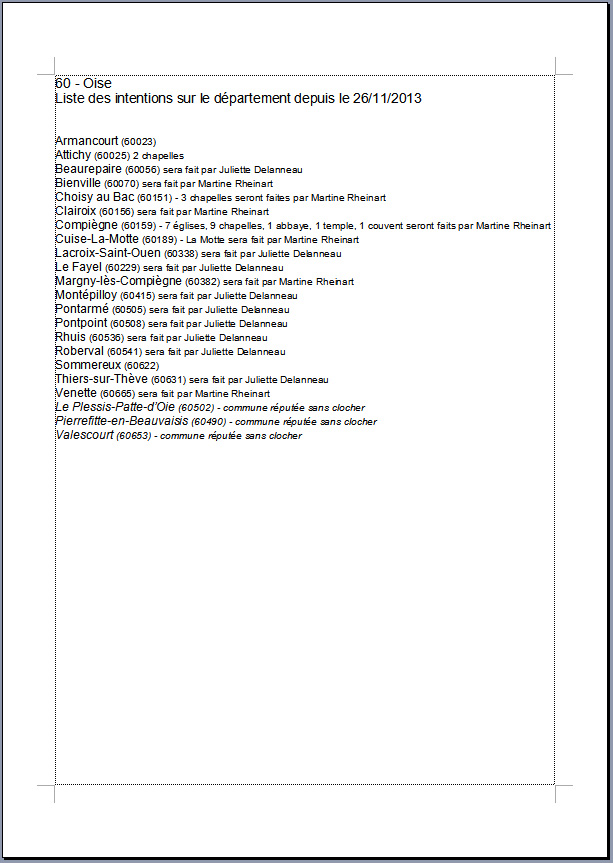 60 - Oise
Liste des intentions sur le département depuis le 26/11/2013
Armancourt (60023)
Attichy (60025) 2 chapelles
Beaurepaire (60056) sera fait par Juliette Delanneau
Bienville (60070) sera fait par Martine Rheinart
Choisy au Bac (60151) - 3 chapelles seront faites par Martine Rheinart
Clairoix (60156) sera fait par Martine Rheinart
Compiègne (60159) - 7 églises, 9 chapelles, 1 abbaye, 1 temple, 1 couvent seront faits par Martine Rheinart
Cuise-La-Motte (60189) - La Motte sera fait par Martine Rheinart
Lacroix-Saint-Ouen (60338) sera fait par Juliette Delanneau
Le Fayel (60229) sera fait par Juliette Delanneau
Margny-lès-Compiègne (60382) sera fait par Martine Rheinart
Montépilloy (60415) sera fait par Juliette Delanneau
Pontarmé (60505) sera fait par Juliette Delanneau
Pontpoint (60508) sera fait par Juliette Delanneau
Rhuis (60536) sera fait par Juliette Delanneau
Roberval (60541) sera fait par Juliette Delanneau
Sommereux (60622)
Thiers-sur-Thève (60631) sera fait par Juliette Delanneau
Venette (60665) sera fait par Martine Rheinart
Le Plessis-Patte-d'Oie (60502) - commune réputée sans clocher
Pierrefitte-en-Beauvaisis (60490) - commune réputée sans clocher
Valescourt (60653) - commune réputée sans clocher